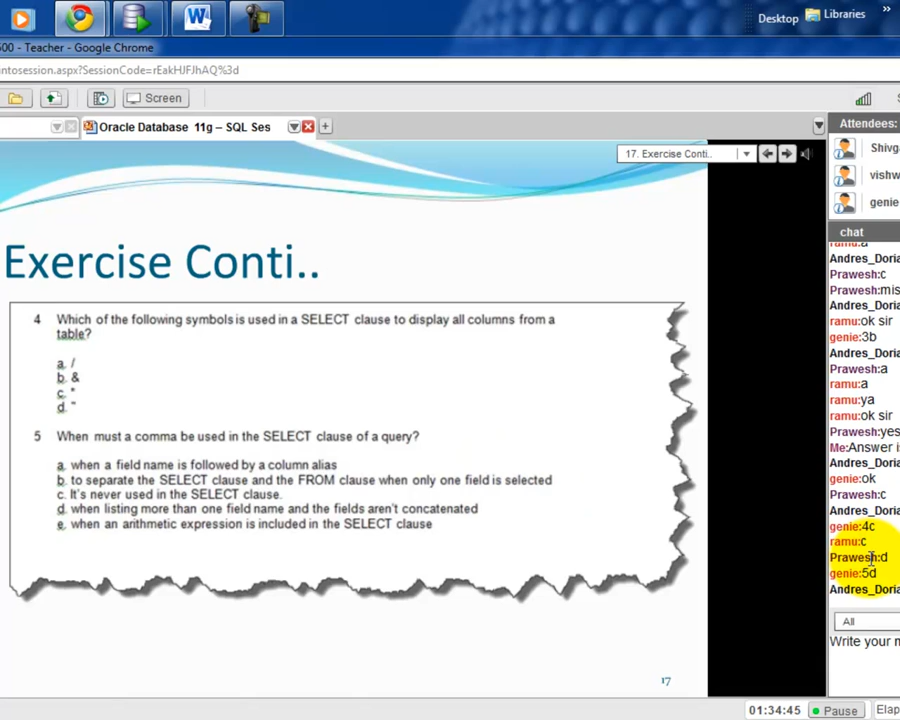 Desktop
Libraries
»
500 - Teacher - Google Chrome
intosession.aspx?SessionCode=rEakHJFJhAQ%3d
Screen
Oracle Database 11g – SQL Ses
17. Exercise Conti..
Attendees:
Shivga
vishw
genie
chat
Exercise Conti..
4 Which of the following symbols is used in a SELECT clause to display all columns from a
table?
a. /
b. &
c. *
d. "
5 When must a comma be used in the SELECT clause of a query?
a. when a field name is followed by a column alias
b. to separate the SELECT clause and the FROM clause when only one field is selected
c. It's never used in the SELECT clause.
d. when listing more than one field name and the fields aren't concatenated
e. when an arithmetic expression is included in the SELECT clause
17
ramu:a
Andres_Doria
Prawesh:c
Prawesh:mis
Andres_Doria
ramu:ok sir
genie:3b
Andres_Doria
Prawesh:a
ramu:a
ramu:ya
ramu:ok sir
Prawesh:yes
Me:Answer is
Andres_Doria
genie:ok
Prawesh:c
Andres_Doria
genie:4c
ramu:c
Prawesh:d
genie:5d
Andres_Doria
All
Write your m
01:34:45
Pause
Elap